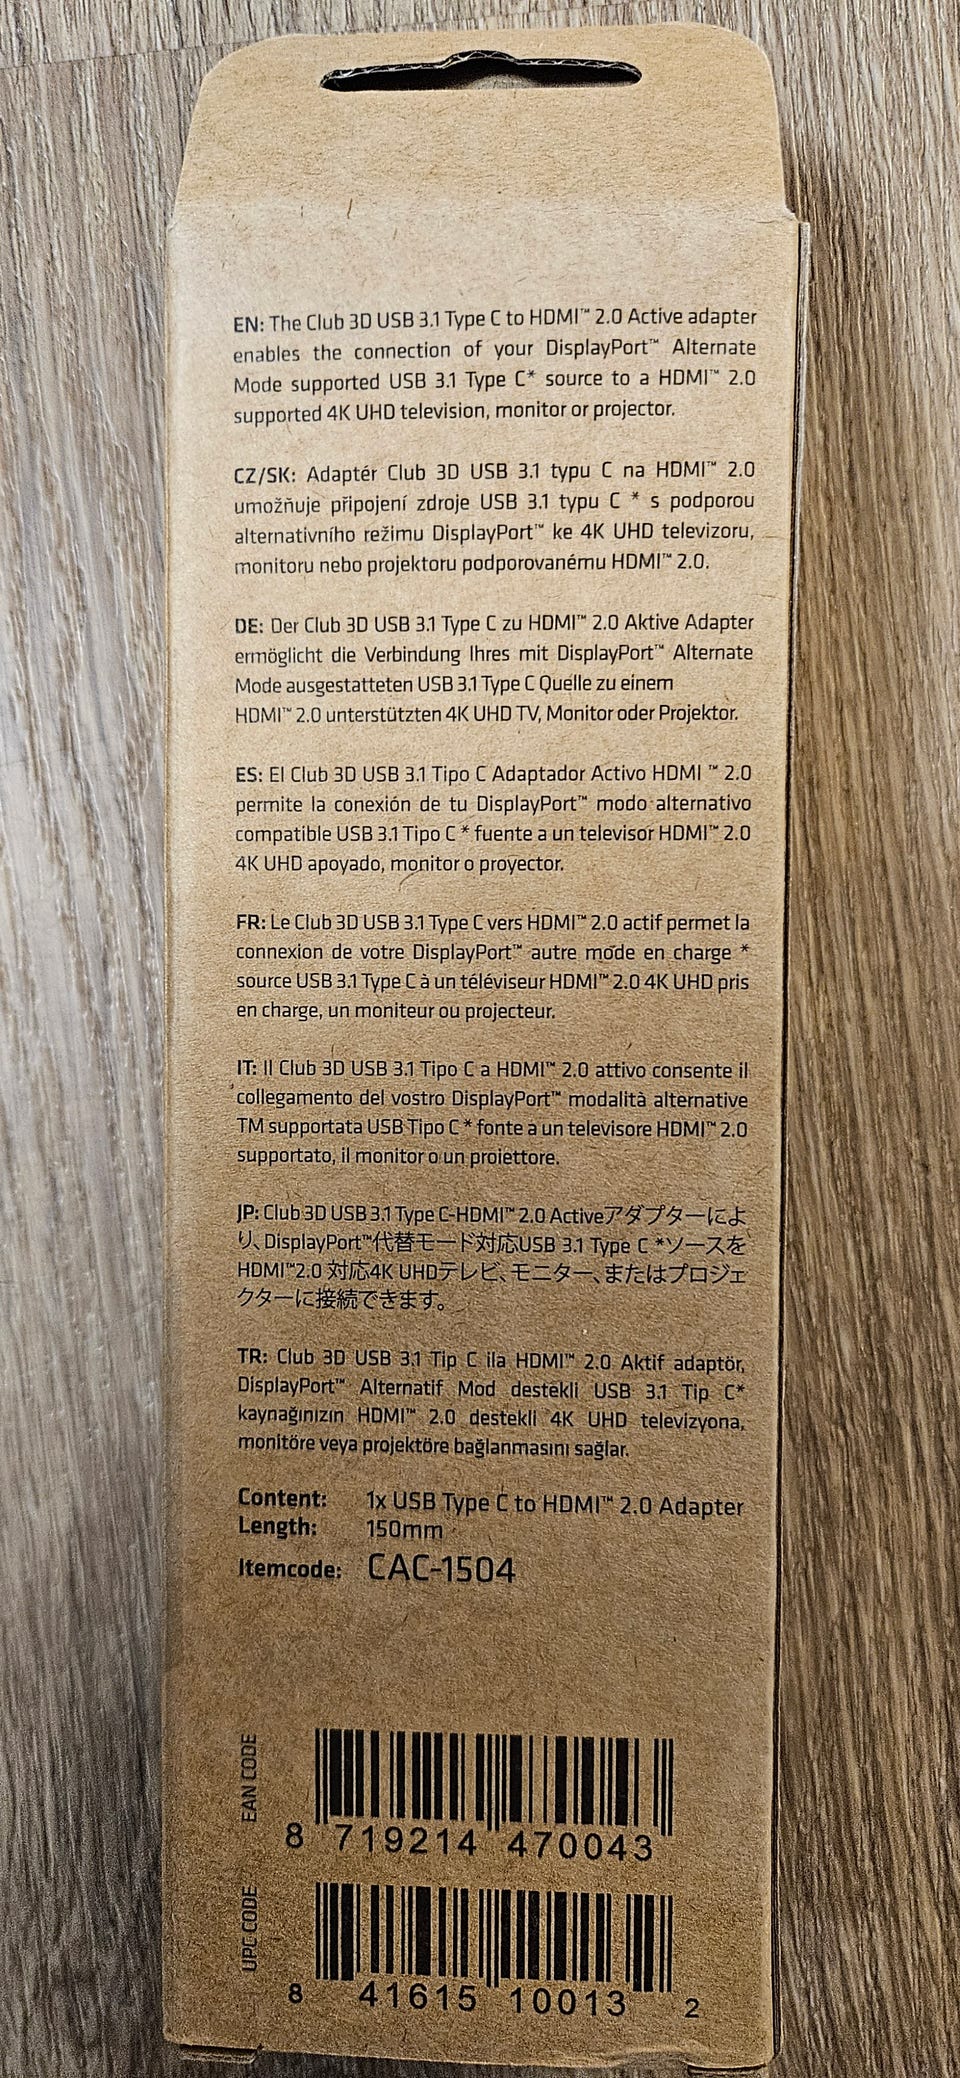 EN: The Club 3D USB 3.1 Type C to HDMI™ 2.0 Active adapter
enables the connection of your DisplayPort™ Alternate
Mode supported USB 3.1 Type C* source to a HDMI™ 2.0
supported 4K UHD television, monitor or projector.
CZ/SK: Adaptér Club 3D USB 3.1 typu C na HDMI™ 2.0
umožňuje připojení zdroje USB 3.1 typu C * s podporou
alternativního režimu DisplayPort™ ke 4K UHD televizoru,
monitoru nebo projektoru podporovanému HDMI™ 2.0.
DE: Der Club 3D USB 3.1 Type C zu HDMI™ 2.0 Aktive Adapter
ermöglicht die Verbindung Ihres mit DisplayPort™ Alternate
Mode ausgestatteten USB 3.1 Type C Quelle zu einem
HDMI™ 2.0 unterstützten 4K UHD TV, Monitor oder Projektor.
ES: El Club 3D USB 3.1 Tipo C Adaptador Activo HDMI ™ 2.0
permite la conexión de tu DisplayPort™ modo alternativo
compatible USB 3.1 Tipo C * fuente a un televisor HDMI™ 2.0
4K UHD apoyado, monitor o proyector.
FR: Le Club 3D USB 3.1 Type C vers HDMI™ 2.0 actif permet la
connexion de votre DisplayPort™ autre mode en charge *
source USB 3.1 Type C à un téléviseur HDMI™ 2.0 4K UHD pris
en charge, un moniteur ou projecteur.
IT: Il Club 3D USB 3.1 Tipo C a HDMI™ 2.0 attivo consente il
collegamento del vostro DisplayPort™ modalità alternative
TM supportata USB Tipo C * fonte a un televisore HDMI™ 2.0
supportato, il monitor o un proiettore.
JP: Club 3D USB 3.1 Type C-HDMI™ 2.0 Activeアダプターによ
り、DisplayPort™代替モード対応USB 3.1 Type C *ソースを
HDMI™2.0 対応4K UHDテレビ、モニター、またはプロジェ
クターに接続できます。
TR: Club 3D USB 3.1 Tip C ila HDMI™ 2.0 Aktif adaptör,
DisplayPort™ Alternatif Mod destekli USB 3.1 Tip C*
kaynağınızın HDMI™ 2.0 destekli 4K UHD televizyona,
monitöre veya projektöre bağlanmasını sağlar.
Content: 1x USB Type C to HDMI™ 2.0 Adapter
Length: 150mm
Itemcode: CAC-1504
EAN CODE
8 719214 470043
UPC CODE
8 41615 10013 2